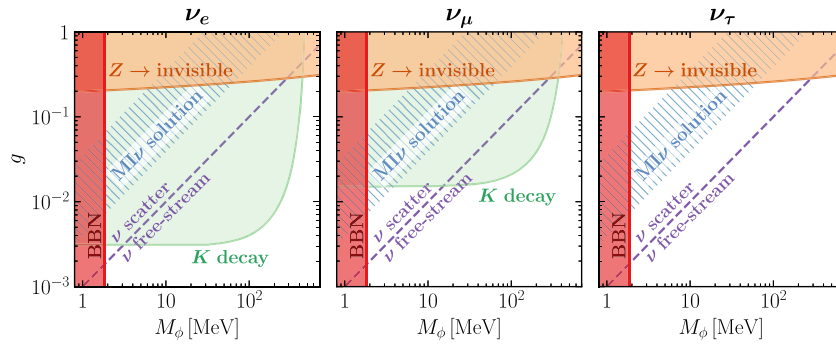 ν_e
ν_μ
ν_τ
g
1
10^−1
10^−2
10^−3
Z → invisible
MIν solution
ν scatter
ν free-stream
BBN
K decay
1
10
10^2
M_ϕ [MeV]
Z → invisible
MIν solution
ν scatter
ν free-stream
BBN
K decay
1
10
10^2
M_ϕ [MeV]
Z → invisible
MIν solution
ν scatter
ν free-stream
BBN
1
10
10^2
M_ϕ [MeV]